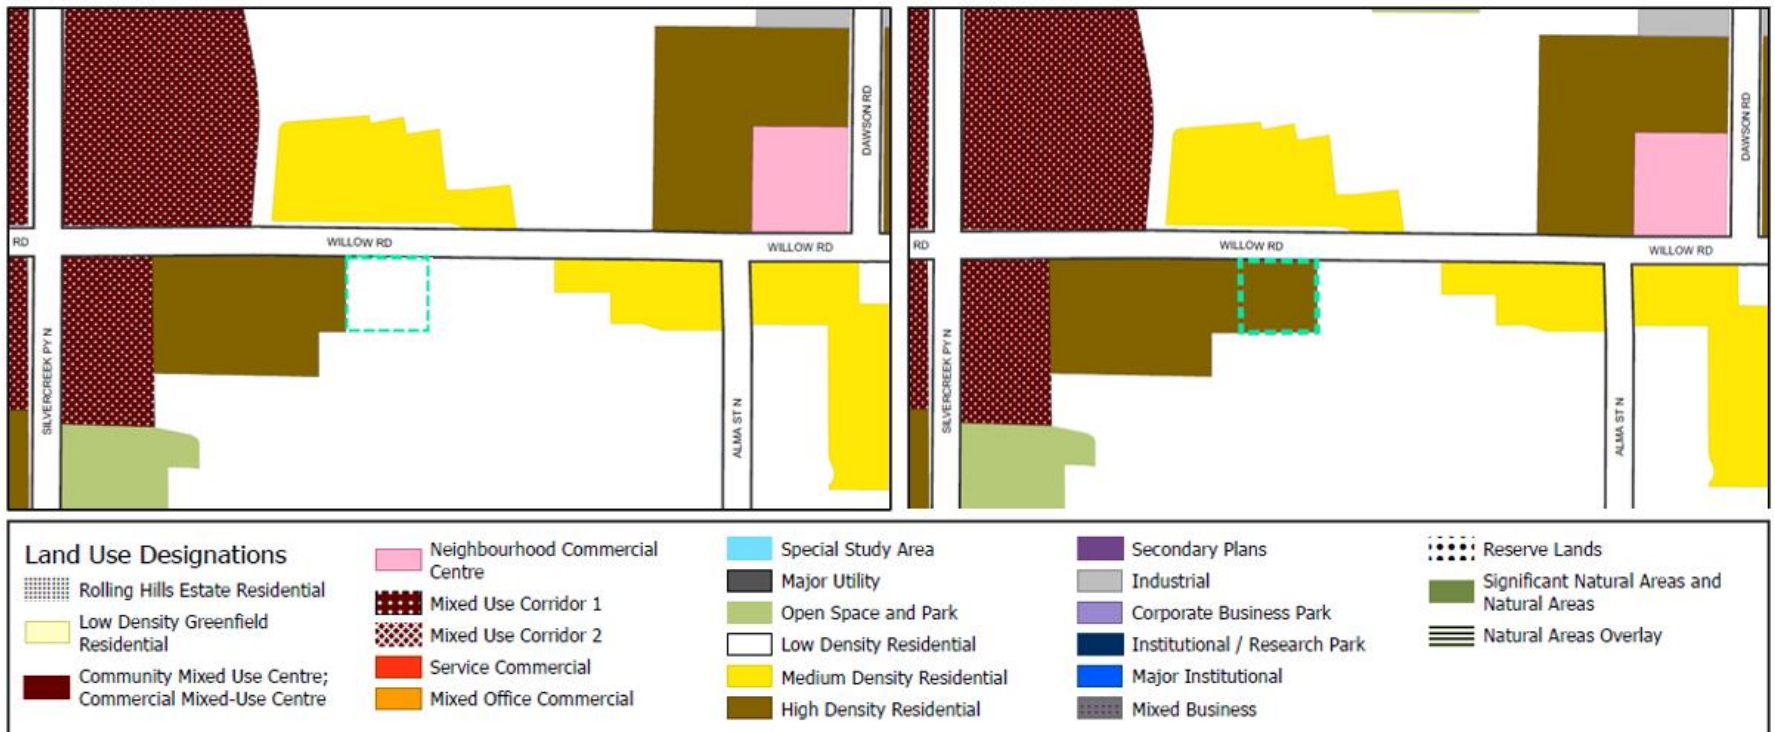 DAWSON RD
RD
WILLOW RD
WILLOW RD
SILVERCREEK PY N
ALMA ST N
DAWSON RD
RD
WILLOW RD
WILLOW RD
SILVERCREEK PY N
ALMA ST N
Land Use Designations
Rolling Hills Estate Residential
Low Density Greenfield
Residential
Community Mixed Use Centre;
Commercial Mixed-Use Centre
Neighbourhood Commercial
Centre
Mixed Use Corridor 1
Mixed Use Corridor 2
Service Commercial
Mixed Office Commercial
Special Study Area
Major Utility
Open Space and Park
Low Density Residential
Medium Density Residential
High Density Residential
Secondary Plans
Industrial
Corporate Business Park
Institutional / Research Park
Major Institutional
Mixed Business
Reserve Lands
Significant Natural Areas and
Natural Areas
Natural Areas Overlay